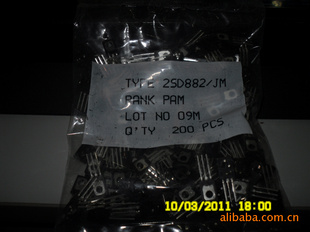 TYPE 2SD882/JM
RANK PAM
LOT NO 09M
Q'TY 200 PCS
10/03/2011 18:00
alibaba.com.cn